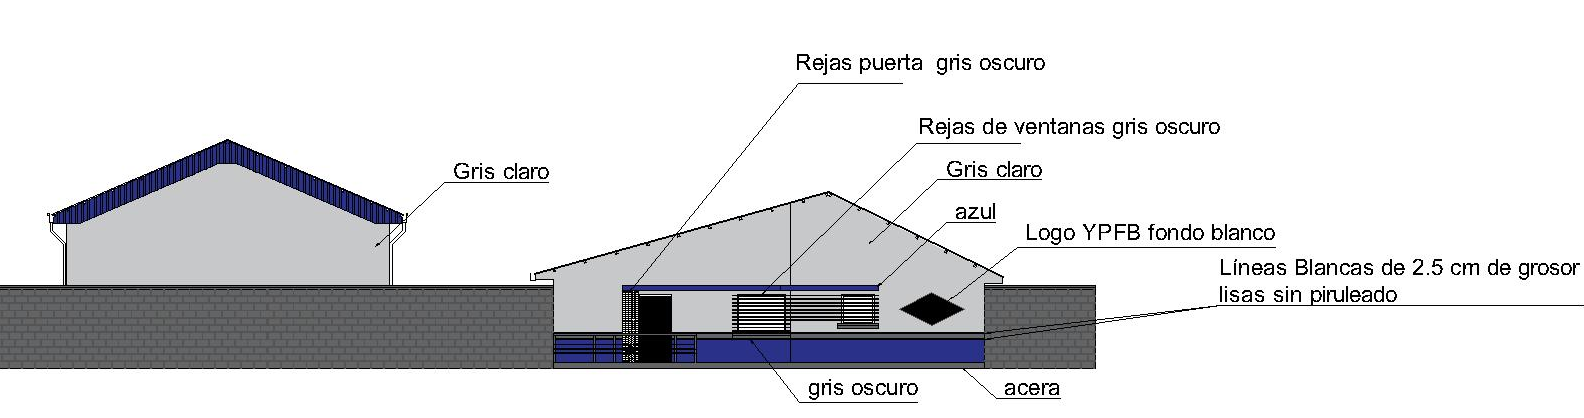 Rejas puerta gris oscuro
Rejas de ventanas gris oscuro
Gris claro
Gris claro
azul
Logo YPFB fondo blanco
Líneas Blancas de 2.5 cm de grosor
lisas sin piruleado
gris oscuro
acera